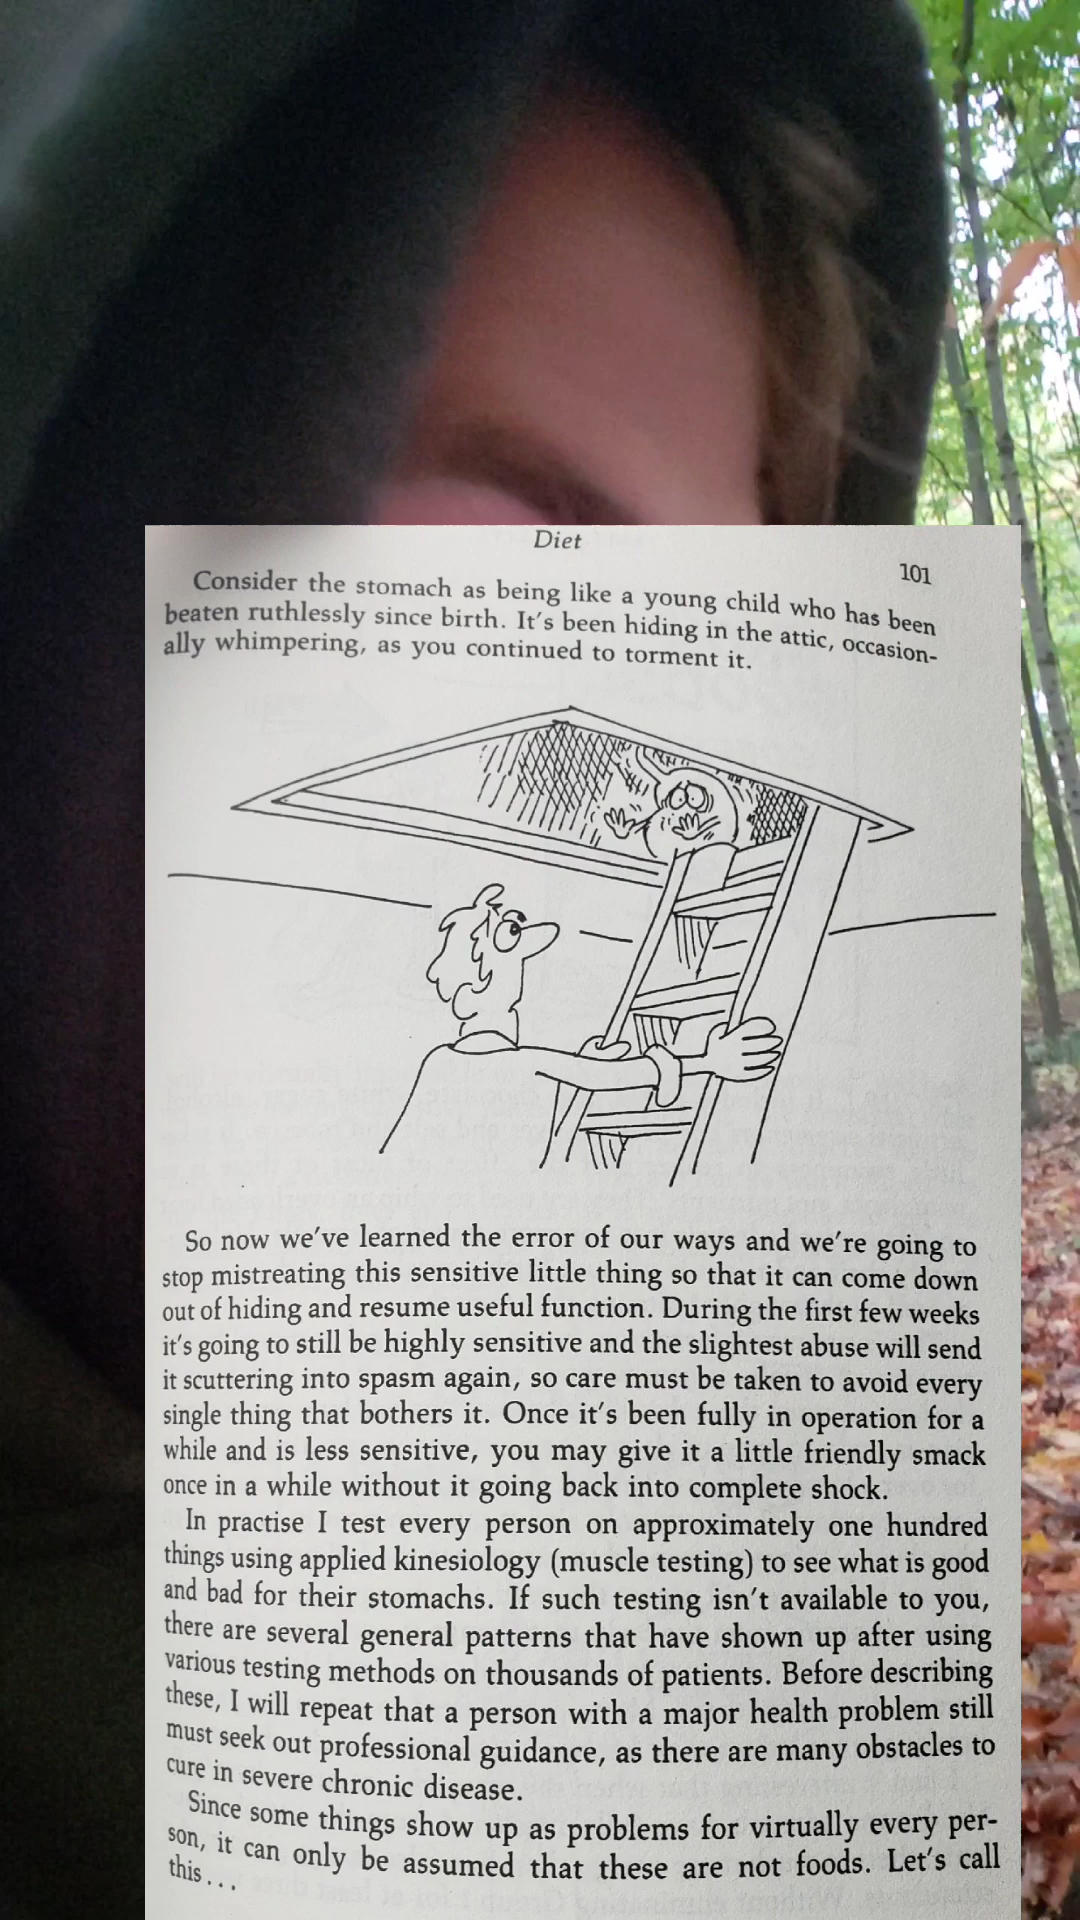 Diet
101
Consider the stomach as being like a young child who has been
beaten ruthlessly since birth. It's been hiding in the attic, occasion-
ally whimpering, as you continued to torment it.
So now we've learned the error of our ways and we're going to
stop mistreating this sensitive little thing so that it can come down
out of hiding and resume useful function. During the first few weeks
it's going to still be highly sensitive and the slightest abuse will send
it scuttering into spasm again, so care must be taken to avoid every
single thing that bothers it. Once it's been fully in operation for a
while and is less sensitive, you may give it a little friendly smack
once in a while without it going back into complete shock.
In practise I test every person on approximately one hundred
things using applied kinesiology (muscle testing) to see what is good
and bad for their stomachs. If such testing isn't available to you,
there are several general patterns that have shown up after using
various testing methods on thousands of patients. Before describing
these, I will repeat that a person with a major health problem still
must seek out professional guidance, as there are many obstacles to
cure in severe chronic disease.
Since some things show up as problems for virtually every per-
son, it can only be assumed that these are not foods. Let's call
this . . .